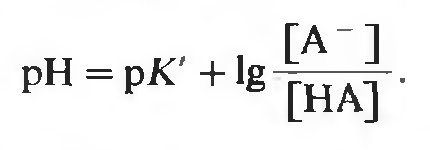 pH = pK′ + lg [A⁻] / [HA].